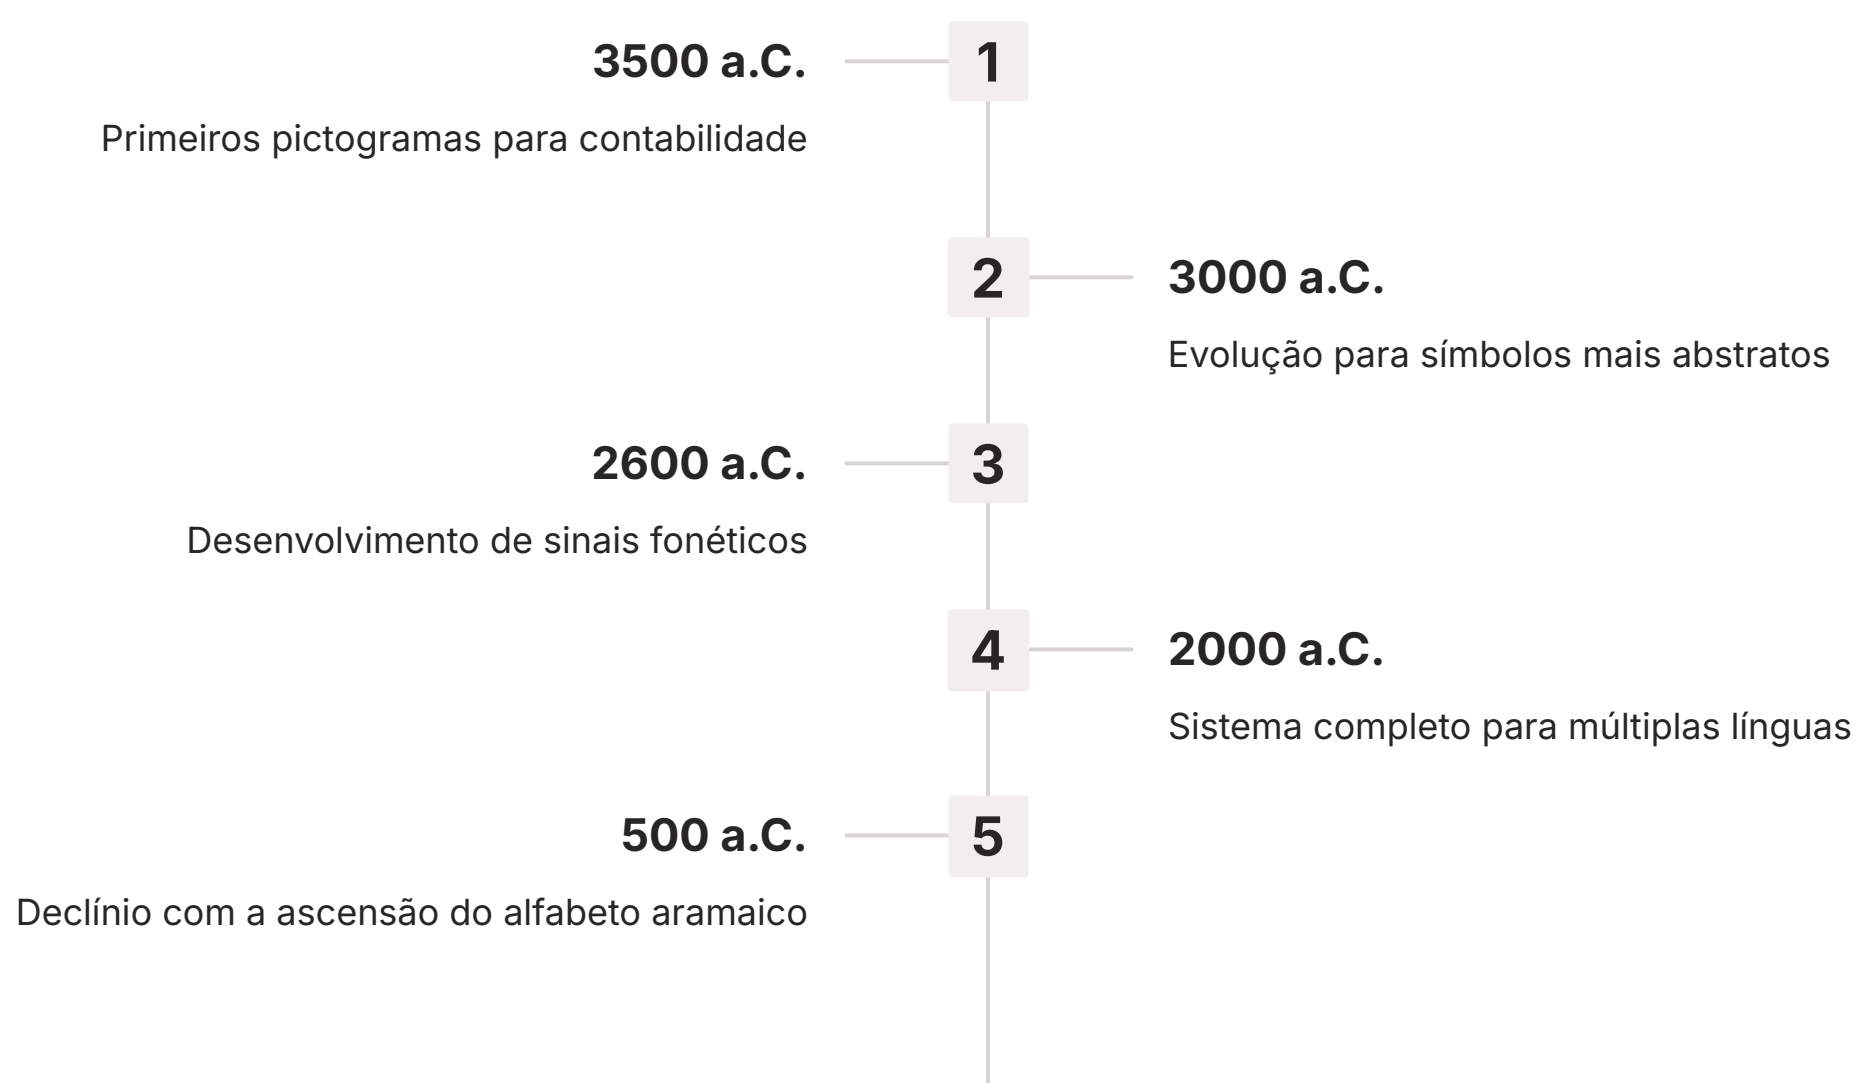 3500 a.C.
1
Primeiros pictogramas para contabilidade
2
3000 a.C.
Evolução para símbolos mais abstratos
2600 a.C.
3
Desenvolvimento de sinais fonéticos
4
2000 a.C.
Sistema completo para múltiplas línguas
500 a.C.
5
Declínio com a ascensão do alfabeto aramaico